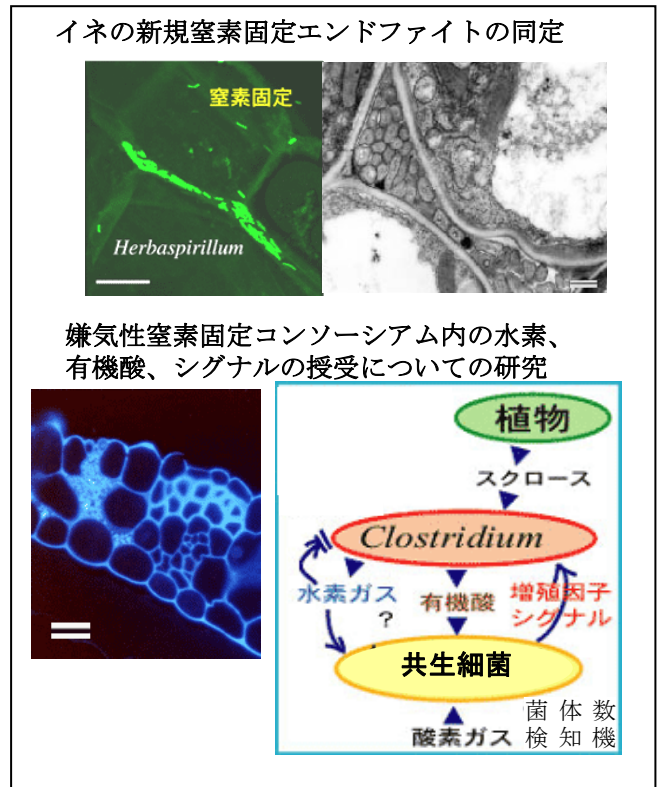 イネの新規窒素固定エンドファイトの同定
窒素固定
Herbaspirillum
嫌気性窒素固定コンソーシアム内の水素、
有機酸、シグナルの授受についての研究
植物
スクロース
Clostridium
水素ガス
?
有機酸
増殖因子
シグナル
共生細菌
酸素ガス
菌体数
検知機